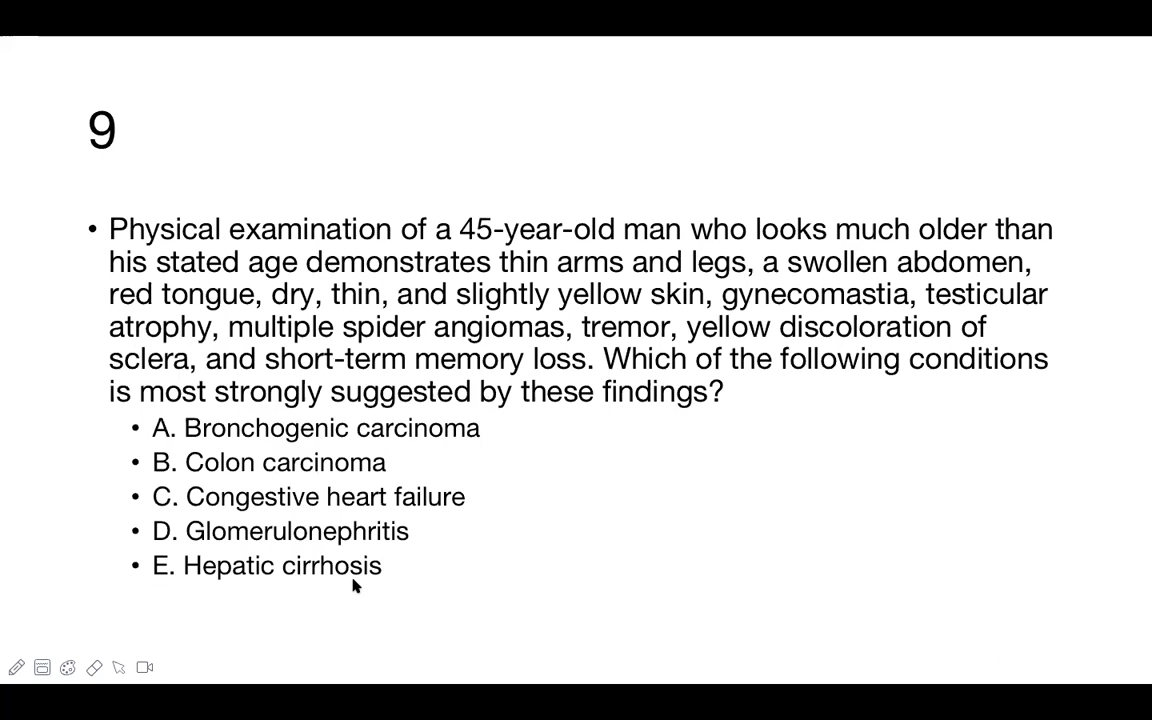 9
• Physical examination of a 45-year-old man who looks much older than
his stated age demonstrates thin arms and legs, a swollen abdomen,
red tongue, dry, thin, and slightly yellow skin, gynecomastia, testicular
atrophy, multiple spider angiomas, tremor, yellow discoloration of
sclera, and short-term memory loss. Which of the following conditions
is most strongly suggested by these findings?
• A. Bronchogenic carcinoma
• B. Colon carcinoma
• C. Congestive heart failure
• D. Glomerulonephritis
• E. Hepatic cirrhosis